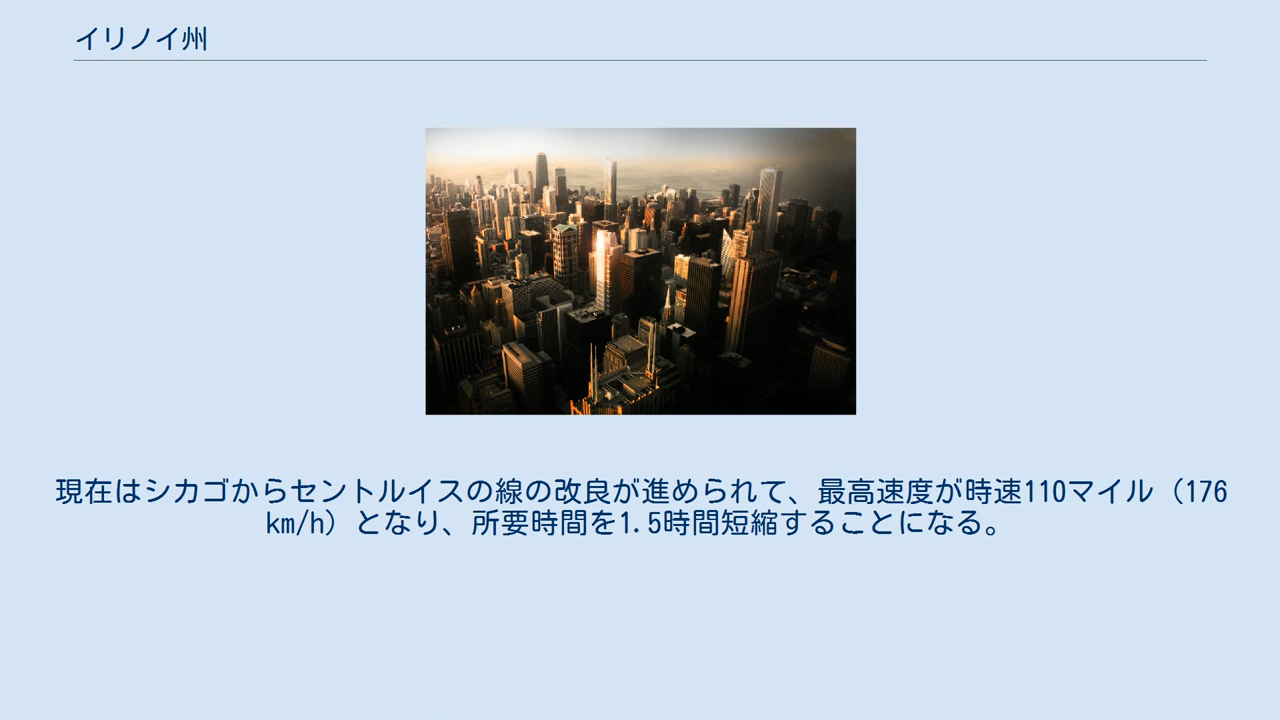 イリノイ州
現在はシカゴからセントルイスの線の改良が進められて、最高速度が時速110マイル（176
km/h）となり、所要時間を1.5時間短縮することになる。